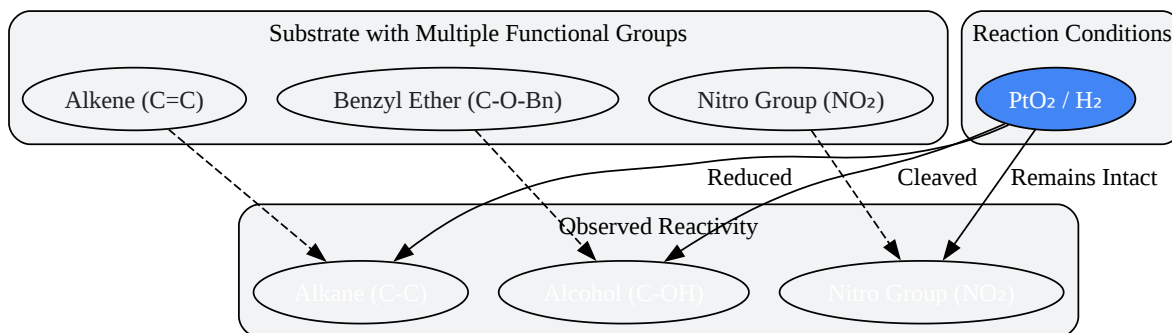 Substrate with Multiple Functional Groups
Reaction Conditions
Alkene (C=C)
Benzyl Ether (C-O-Bn)
Nitro Group (NO₂)
PtO₂ / H₂
Reduced
Cleaved
Remains Intact
Observed Reactivity
Alkane (C-C)
Alcohol (C-OH)
Nitro Group (NO₂)